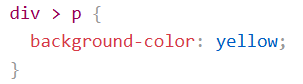 div > p {
  background-color: yellow;
}